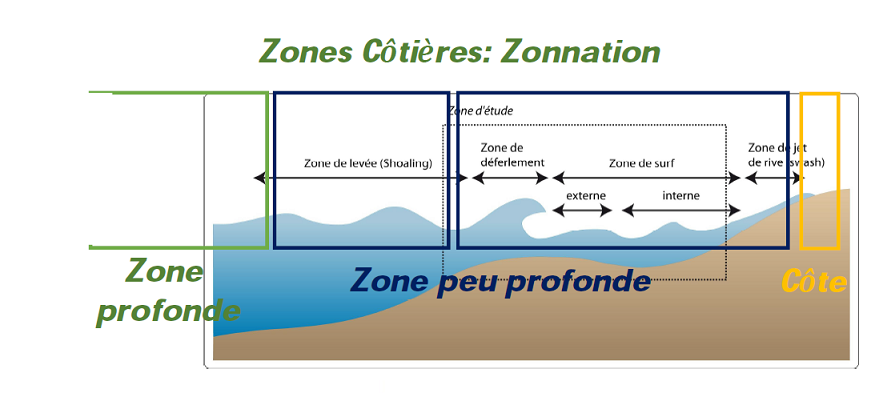 Zones Côtières: Zonnation
Zone d'étude
Zone de levée (Shoaling)
Zone de
déferlement
Zone de surf
Zone de jet
de rive (swash)
externe
interne
Zone
profonde
Zone peu profonde
Côte